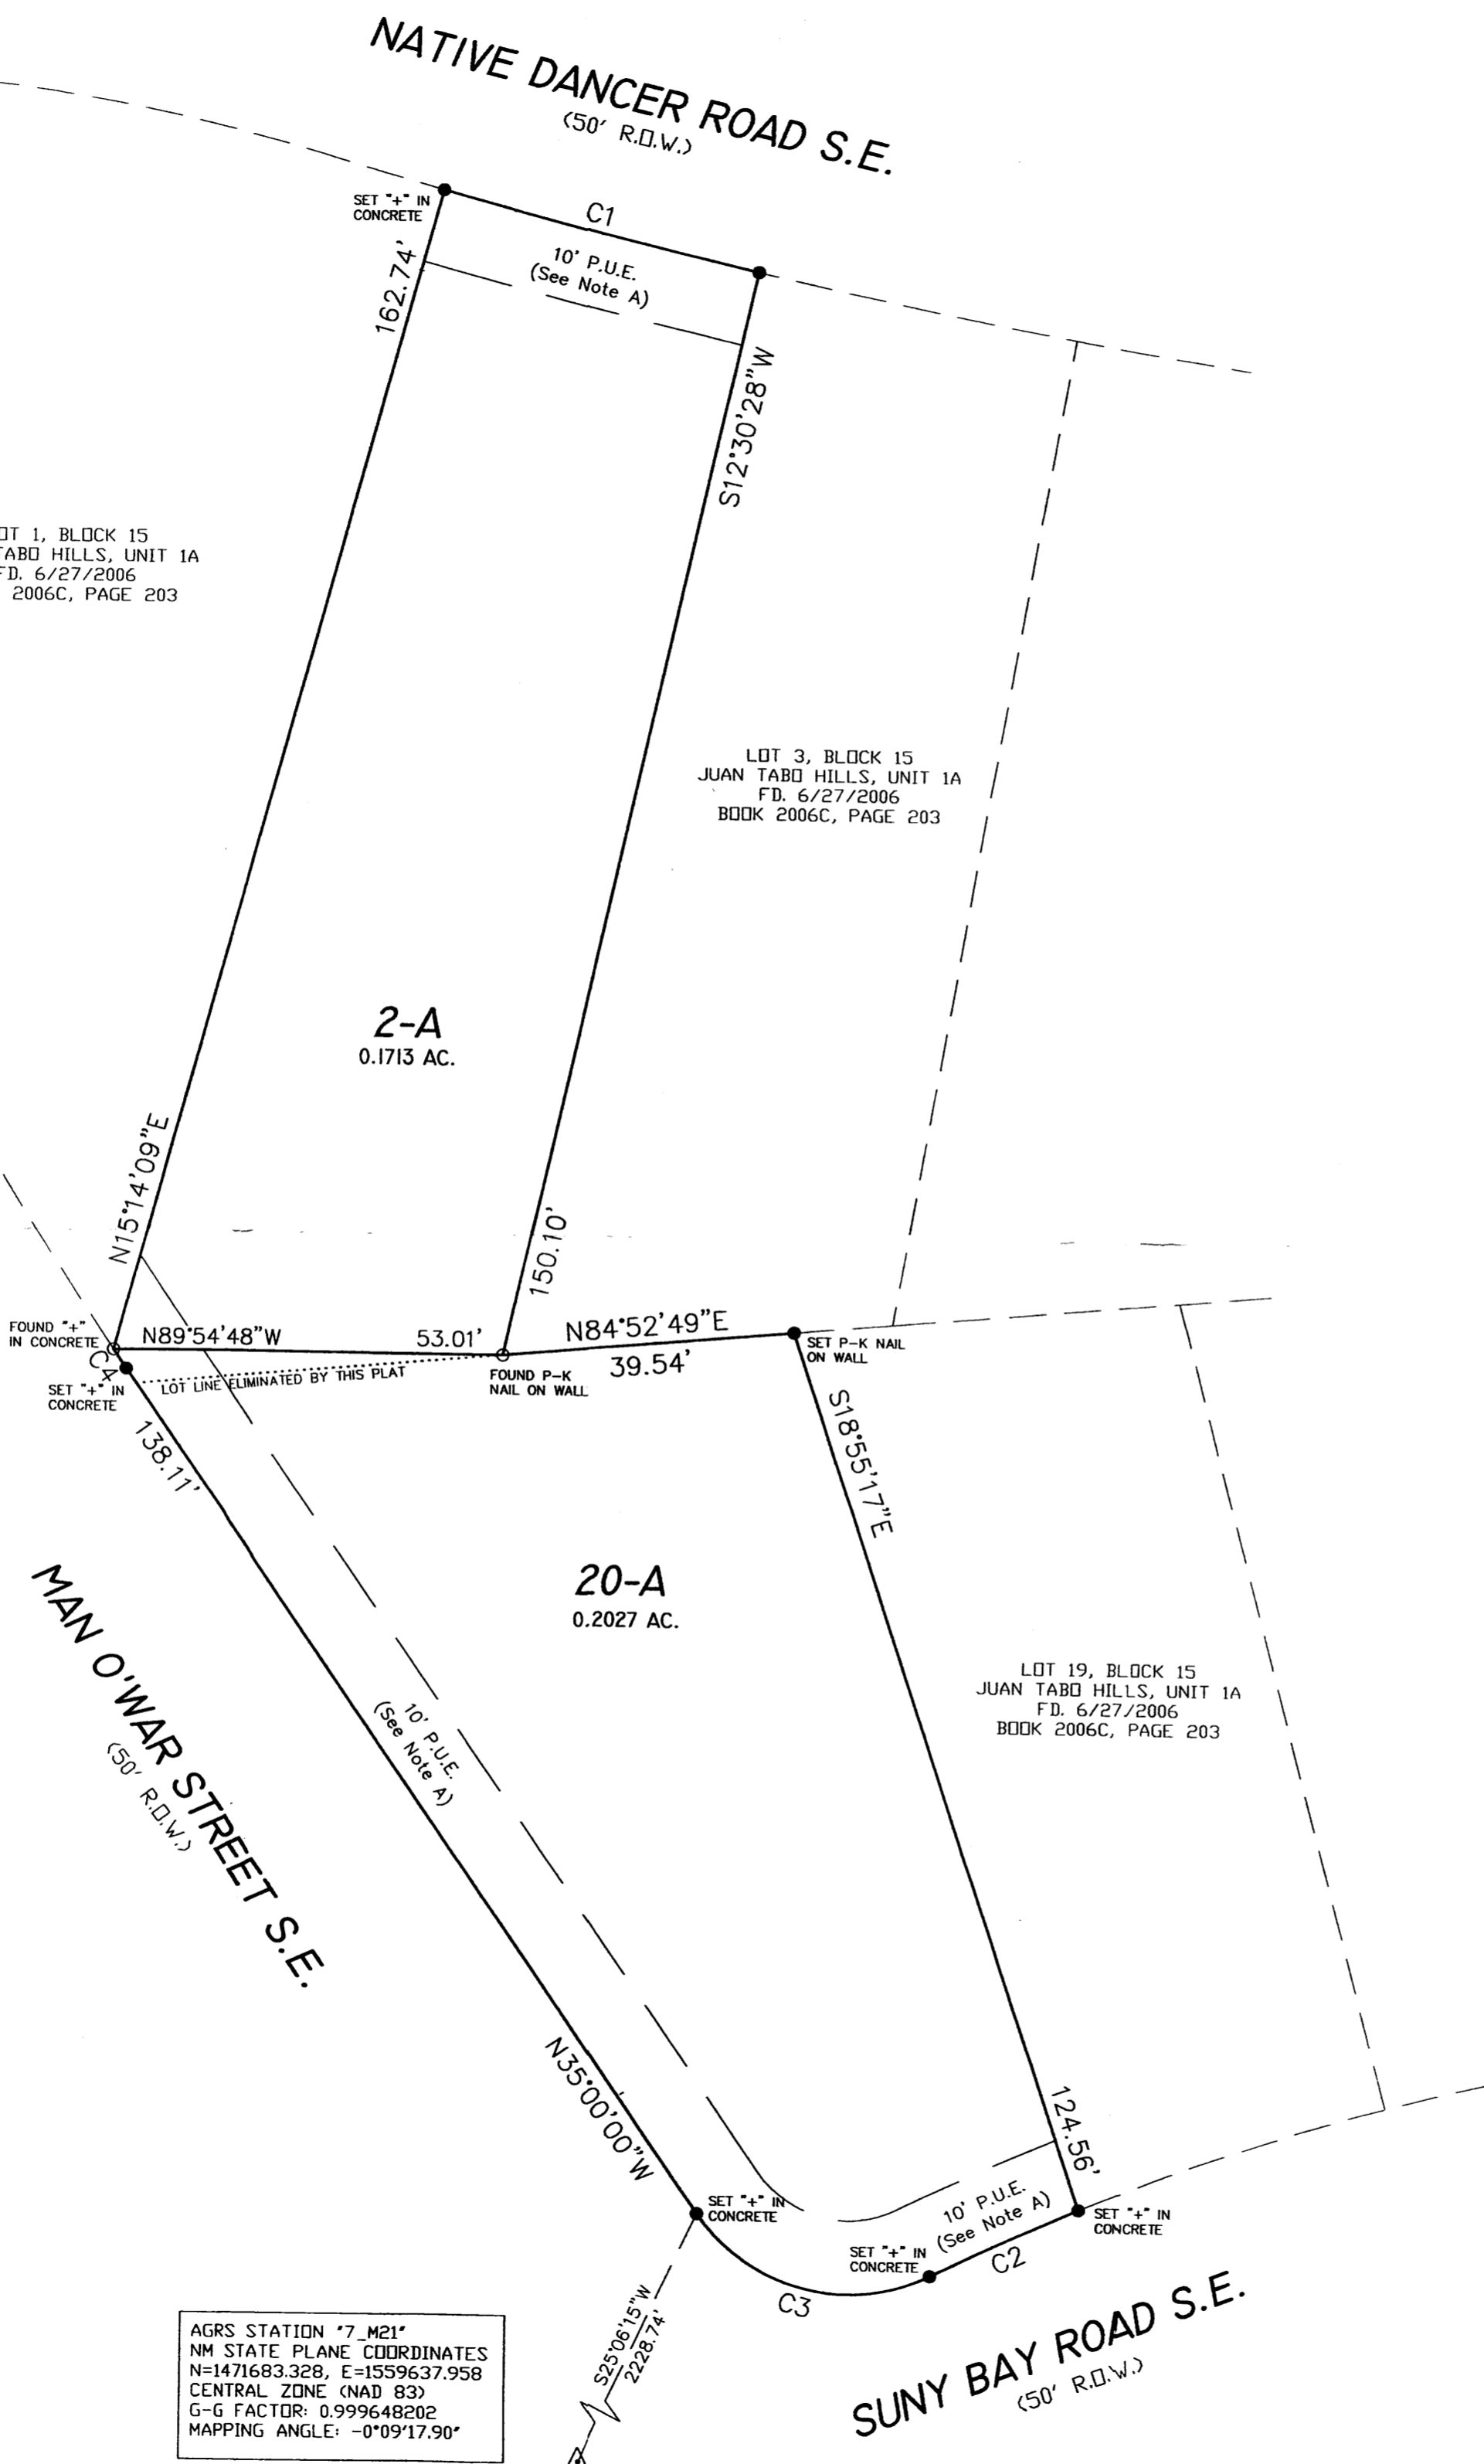 NATIVE DANCER ROAD S.E.
(50' R.O.W.)
SET "+" IN
CONCRETE
C1
10' P.U.E.
(See Note A)
162.74'
S12°30'28"W
OT 1, BLOCK 15
TABO HILLS, UNIT 1A
FD. 6/27/2006
2006C, PAGE 203
LOT 3, BLOCK 15
JUAN TABO HILLS, UNIT 1A
FD. 6/27/2006
BOOK 2006C, PAGE 203
2-A
0.1713 AC.
N15°14'09"E
150.10'
FOUND "+"
IN CONCRETE
N89°54'48"W
53.01'
N84°52'49"E
39.54'
SET P-K NAIL
ON WALL
C4
SET "+" IN
CONCRETE
LOT LINE ELIMINATED BY THIS PLAT
FOUND P-K
NAIL ON WALL
138.11'
S18°55'17"E
20-A
0.2027 AC.
MAN O'WAR STREET S.E.
(50' R.O.W.)
10' P.U.E.
(See Note A)
LOT 19, BLOCK 15
JUAN TABO HILLS, UNIT 1A
FD. 6/27/2006
BOOK 2006C, PAGE 203
N35°00'00"W
124.56'
SET "+" IN
CONCRETE
10' P.U.E.
(See Note A)
SET "+" IN
CONCRETE
SET "+" IN
CONCRETE
C2
C3
S25°06'15"W
2228.74'
SUNY BAY ROAD S.E.
(50' R.O.W.)
AGRS STATION "7_M21"
NM STATE PLANE COORDINATES
N=1471683.328, E=1559637.958
CENTRAL ZONE (NAD 83)
G-G FACTOR: 0.999648202
MAPPING ANGLE: -0°09'17.90"